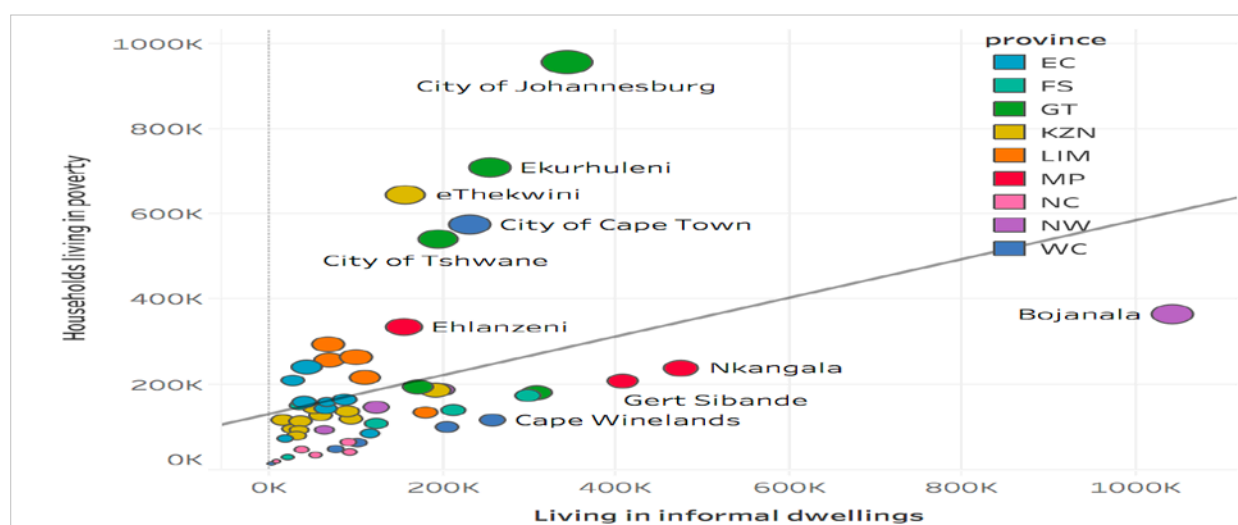 1000K
800K
600K
400K
200K
0K
Households living in poverty
City of Johannesburg
Ekurhuleni
eThekwini
City of Cape Town
City of Tshwane
Ehlanzeni
Bojanala
Nkangala
Gert Sibande
Cape Winelands
province
EC
FS
GT
KZN
LIM
MP
NC
NW
WC
0K 200K 400K 600K 800K 1000K
Living in informal dwellings